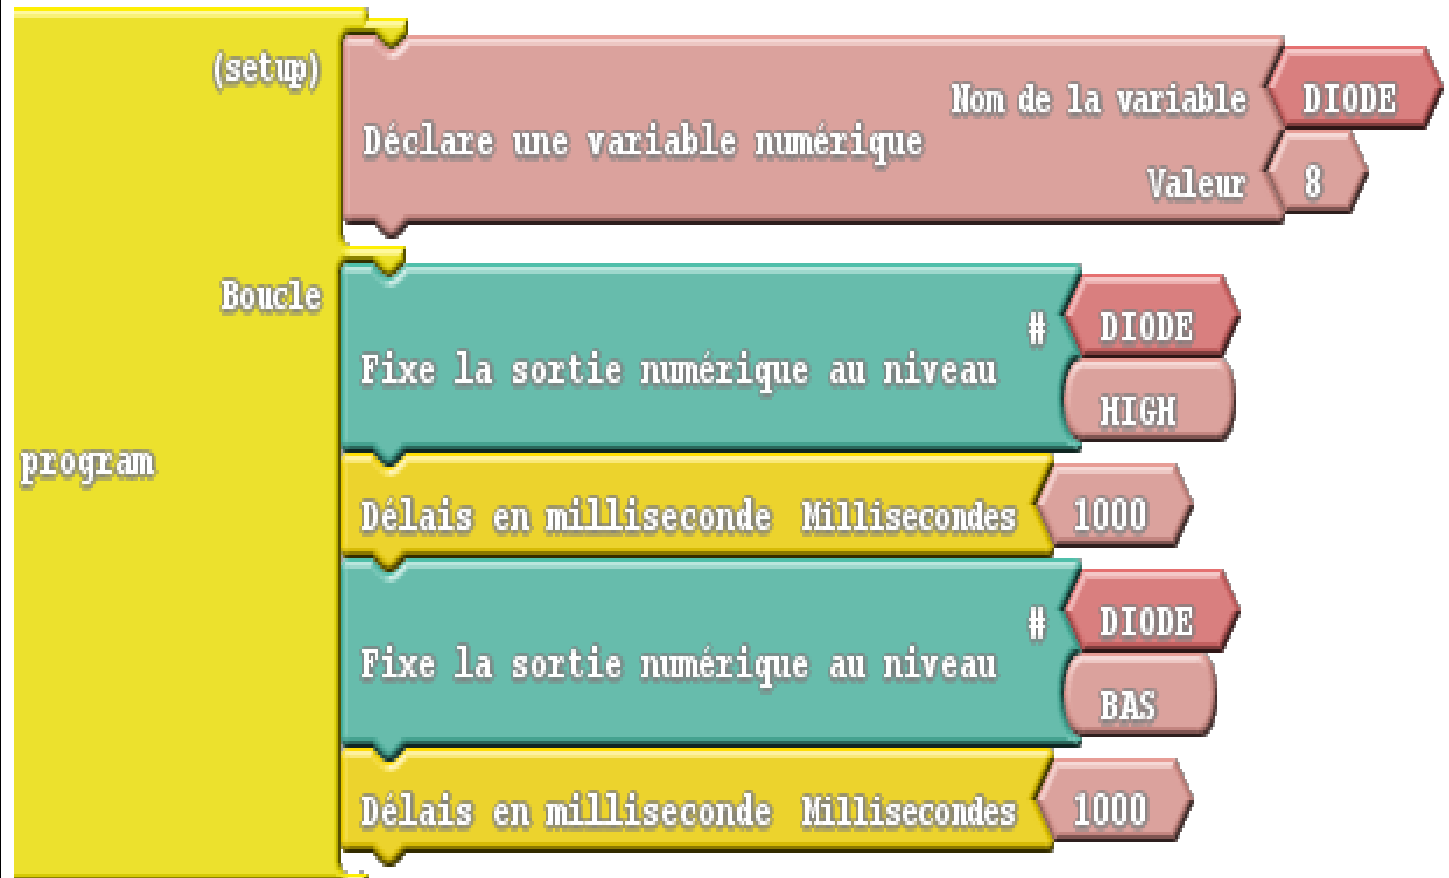 (setup)
Nom de la variable DIODE
Déclare une variable numérique
Valeur 8
Boucle
# DIODE
Fixe la sortie numérique au niveau
HIGH
program
Délais en milliseconde Millisecondes 1000
# DIODE
Fixe la sortie numérique au niveau
BAS
Délais en milliseconde Millisecondes 1000